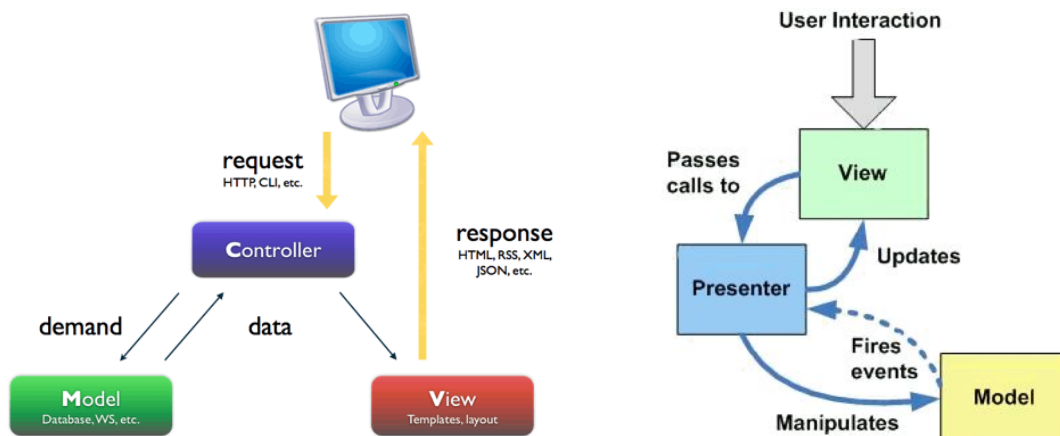 request
HTTP, CLI, etc.
Controller
response
HTML, RSS, XML,
JSON, etc.
demand
data
Model
Database, WS, etc.
View
Templates, layout
User Interaction
View
Passes
calls to
Presenter
Updates
Fires
events
Model
Manipulates